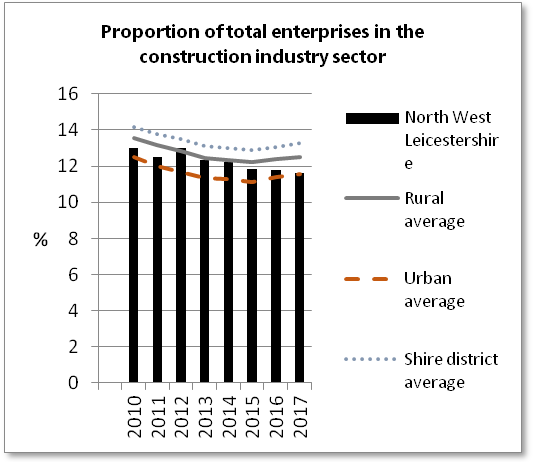 Proportion of total enterprises in the
construction industry sector
16
14
12
10
8
6
4
2
0
%
2010
2011
2012
2013
2014
2015
2016
2017
North West
Leicestershir
e
Rural
average
Urban
average
Shire district
average